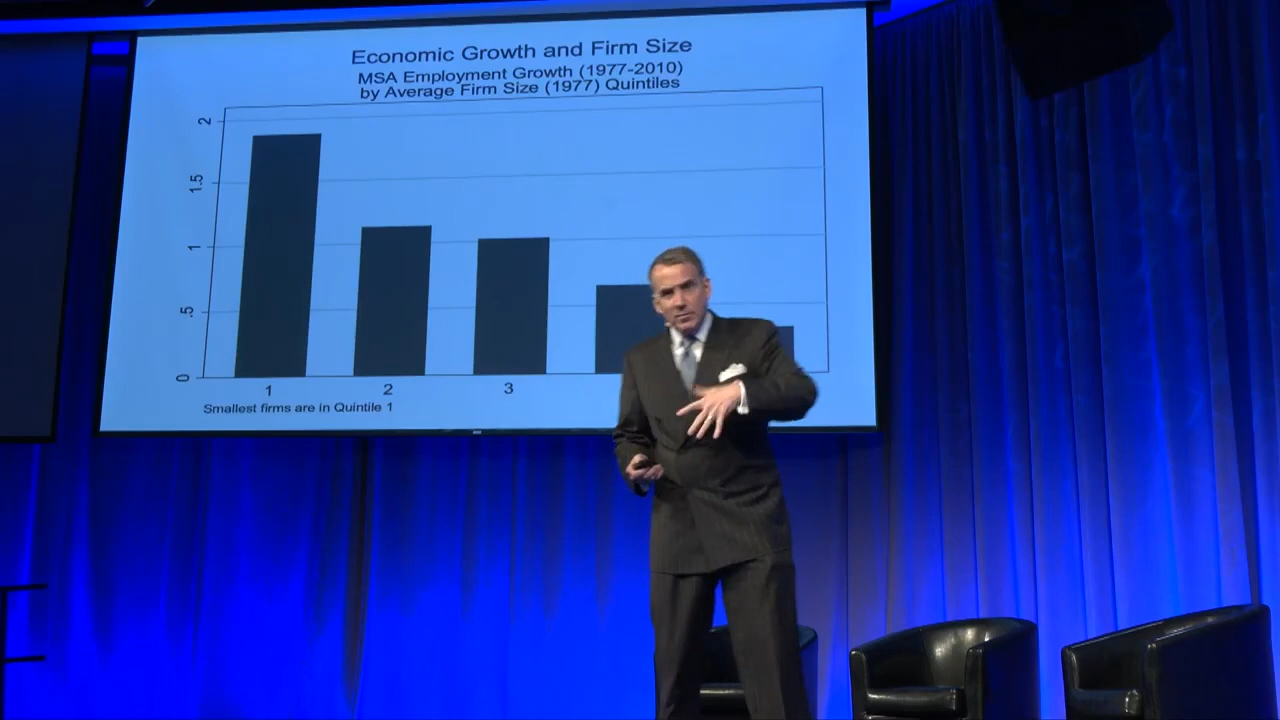 Economic Growth and Firm Size
MSA Employment Growth (1977-2010)
by Average Firm Size (1977) Quintiles
2
1.5
1
.5
0
1 2 3
Smallest firms are in Quintile 1